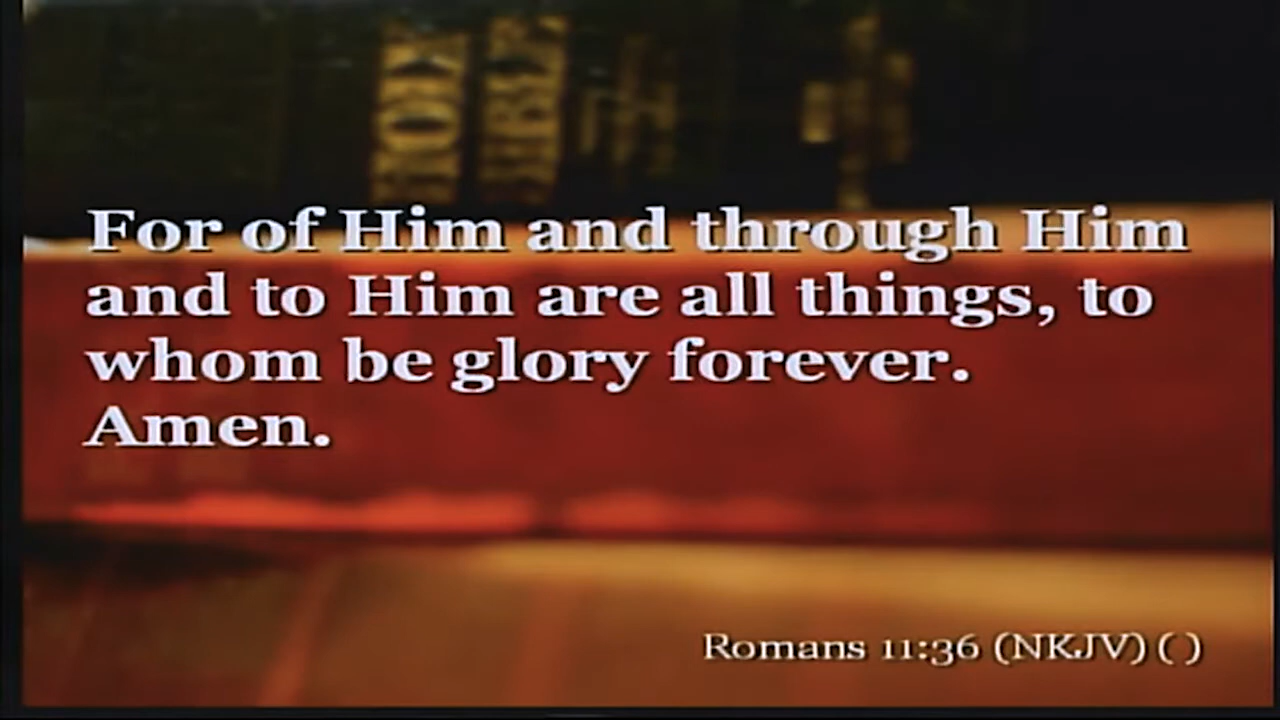 For of Him and through Him
and to Him are all things, to
whom be glory forever.
Amen.
Romans 11:36 (NKJV) ( )